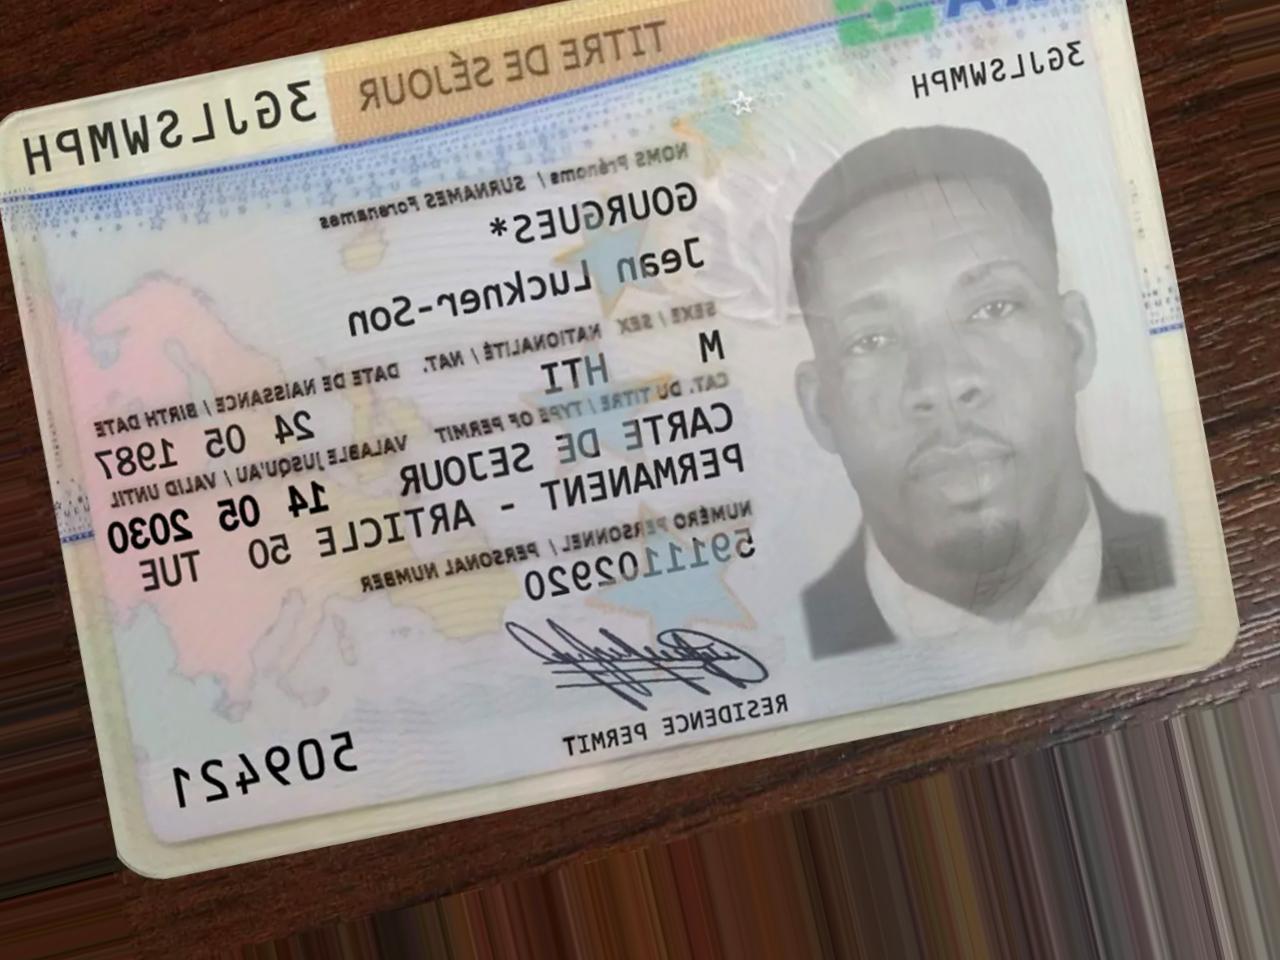 TITRE DE SÉJOUR
3GJLSWMPH
3GJLSWMPH
NOMS Prénoms / SURNAMES Forenames
GOURGUES*
Jean Luckner-Son
SEXE / SEX NATIONALITÉ / NAT. DATE DE NAISSANCE / BIRTH DATE
M HTI 24 05 1987
CAT. DU TITRE / TYPE OF PERMIT VALABLE JUSQU'AU / VALID UNTIL
CARTE DE SEJOUR 14 05 2030
PERMANENT - ARTICLE 50 TUE
NUMÉRO PERSONNEL / PERSONAL NUMBER
5911102920
RESIDENCE PERMIT
509421